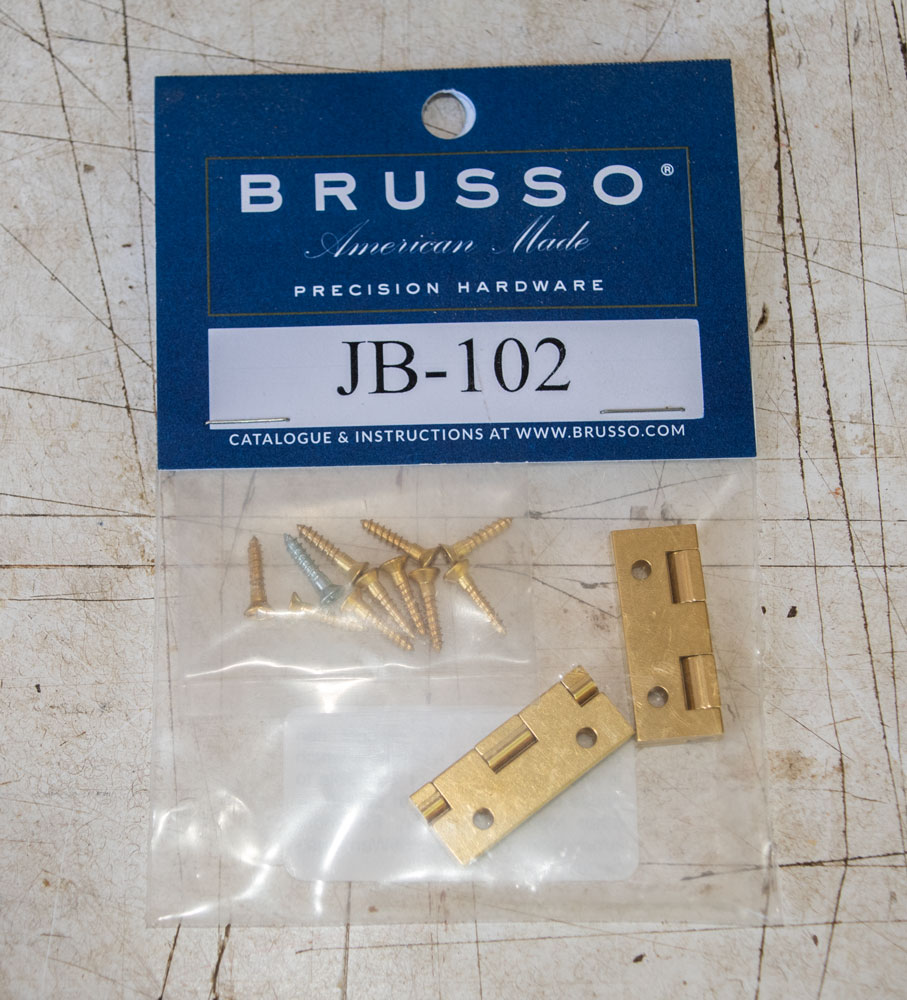 BRUSSO®
American Made
PRECISION HARDWARE
JB-102
CATALOGUE & INSTRUCTIONS AT WWW.BRUSSO.COM